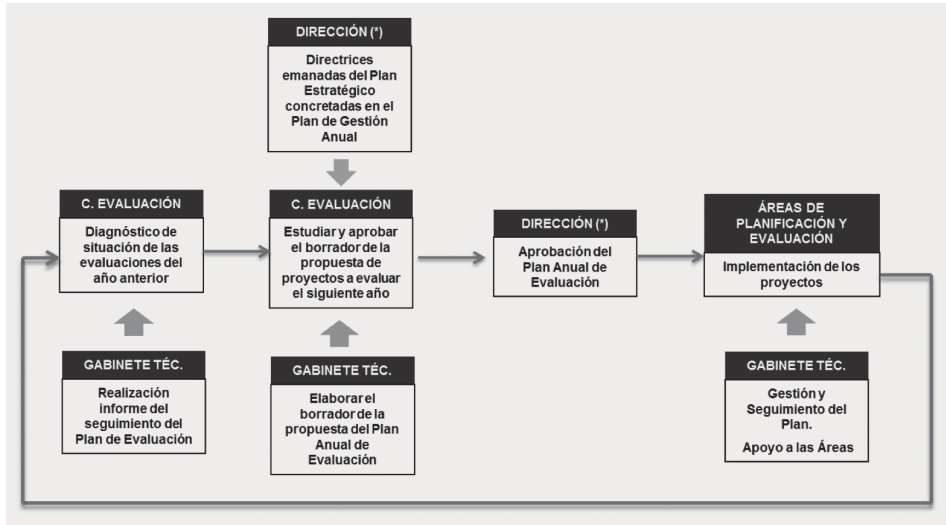 DIRECCIÓN (*)
Directrices
emanadas del Plan
Estratégico
concretadas en el
Plan de Gestión
Anual
C. EVALUACIÓN
Diagnóstico de
situación de las
evaluaciones del
año anterior
C. EVALUACIÓN
Estudiar y aprobar
el borrador de la
propuesta de
proyectos a evaluar
el siguiente año
DIRECCIÓN (*)
Aprobación del
Plan Anual de
Evaluación
ÁREAS DE
PLANIFICACIÓN Y
EVALUACIÓN
Implementación de los
proyectos
GABINETE TÉC.
Realización
informe del
seguimiento del
Plan de Evaluación
GABINETE TÉC.
Elaborar el
borrador de la
propuesta del Plan
Anual de
Evaluación
GABINETE TÉC.
Gestión y
Seguimiento del
Plan.
Apoyo a las Áreas